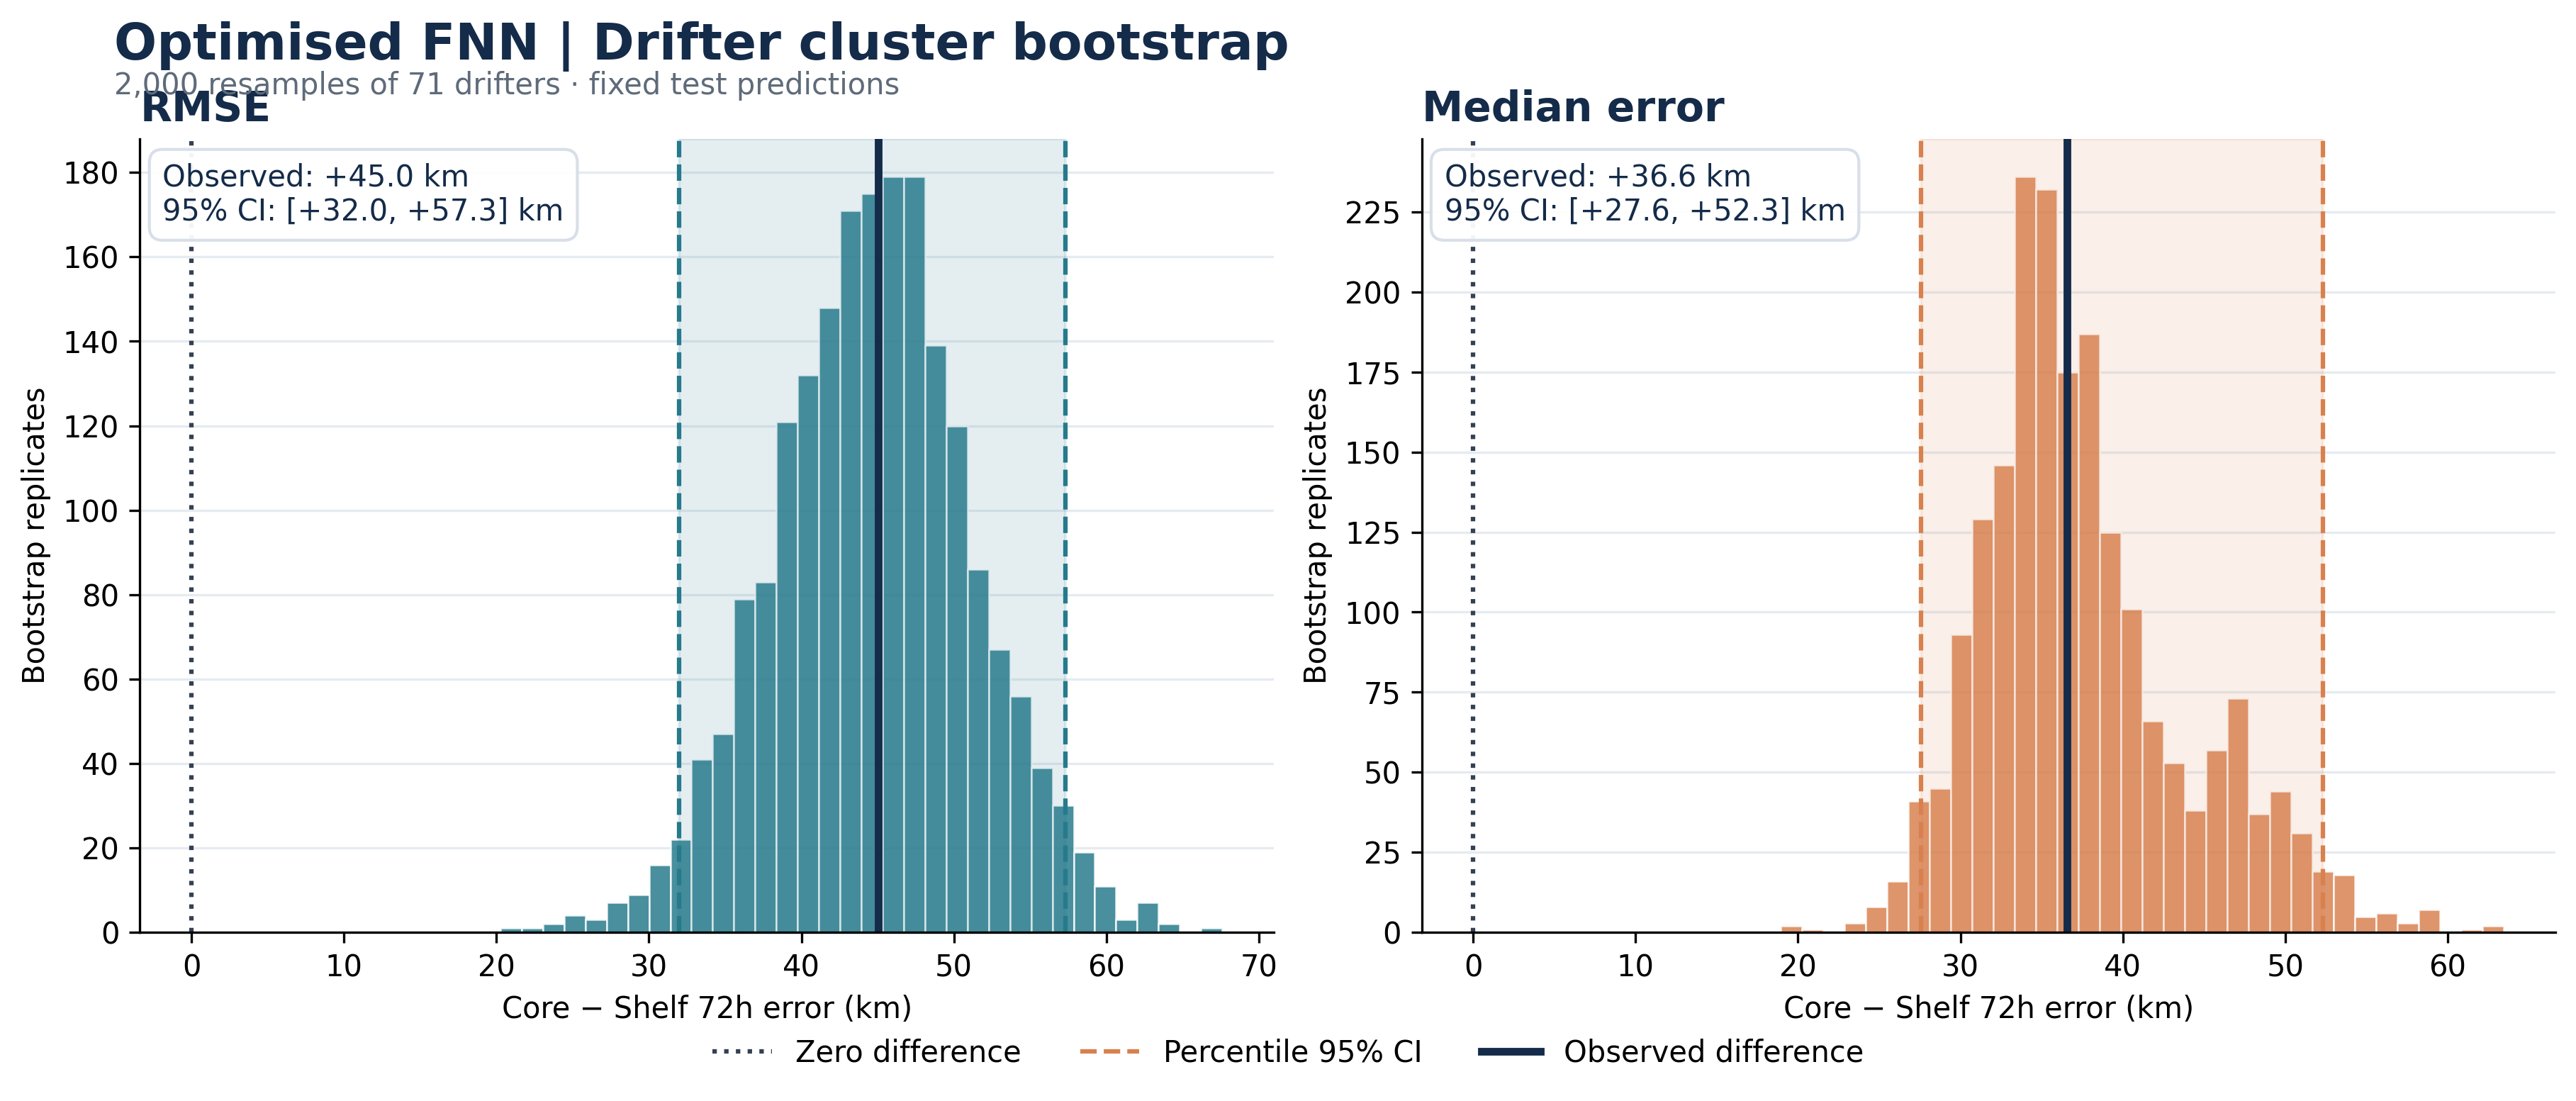 Optimised FNN | Drifter cluster bootstrap
2,000 resamples of 71 drifters · fixed test predictions
RMSE
Observed: +45.0 km
95% CI: [+32.0, +57.3] km
Bootstrap replicates
180
160
140
120
100
80
60
40
20
0
0 10 20 30 40 50 60 70
Core − Shelf 72h error (km)
Median error
Observed: +36.6 km
95% CI: [+27.6, +52.3] km
Bootstrap replicates
225
200
175
150
125
100
75
50
25
0
0 10 20 30 40 50 60
Core − Shelf 72h error (km)
Zero difference Percentile 95% CI Observed difference